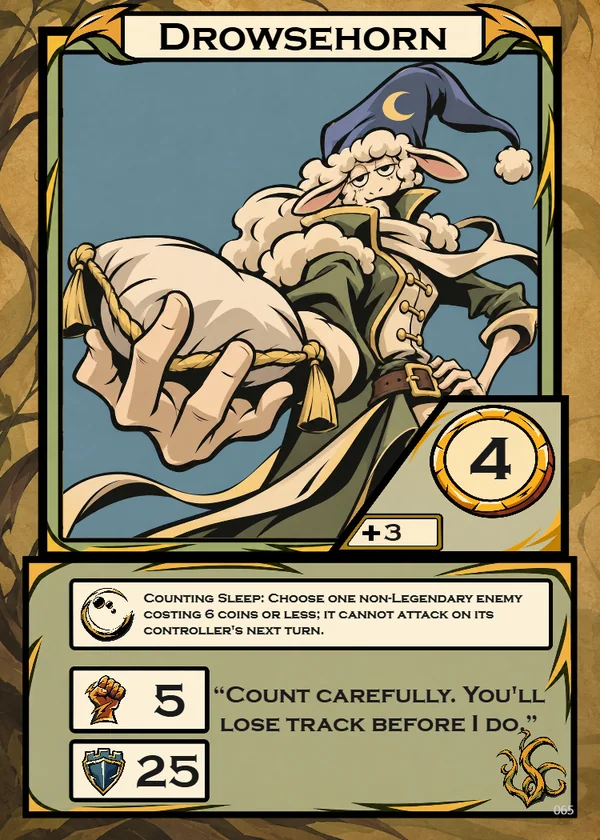 Drowsehorn
4
+3
Counting Sleep: Choose one non-Legendary enemy
costing 6 coins or less; it cannot attack on its
controller's next turn.
5
“Count carefully. You'll
lose track before I do.”
25
065